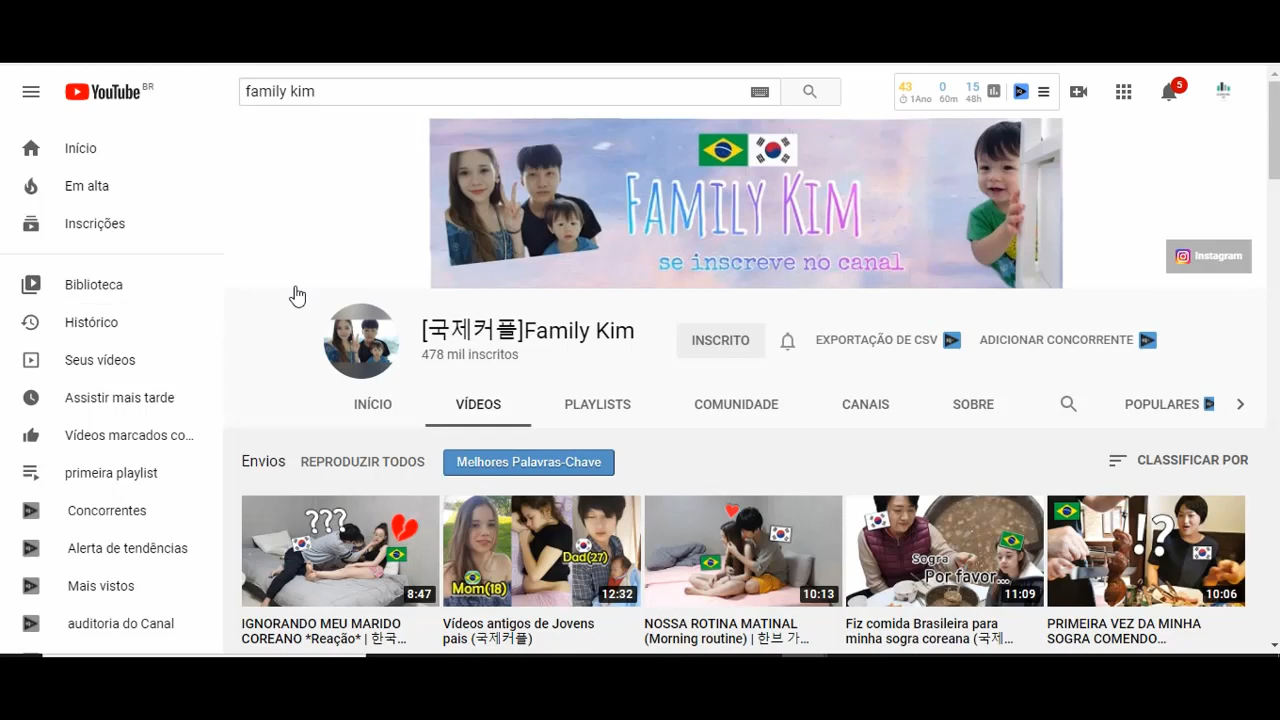 YouTube BR
family kim
43 0 15
1Ano 60m 48h
5
Início
Em alta
Inscrições
Biblioteca
Histórico
Seus vídeos
Assistir mais tarde
Vídeos marcados co...
primeira playlist
Concorrentes
Alerta de tendências
Mais vistos
auditoria do Canal
FAMILY KIM
se inscreve no canal
Instagram
[국제커플]Family Kim
478 mil inscritos
INSCRITO
EXPORTAÇÃO DE CSV
ADICIONAR CONCORRENTE
INÍCIO VÍDEOS PLAYLISTS COMUNIDADE CANAIS SOBRE POPULARES
Envios REPRODUZIR TODOS Melhores Palavras-Chave CLASSIFICAR POR
???
8:47
IGNORANDO MEU MARIDO
COREANO *Reação* | 한국...
Dad(27)
Mom(18)
12:32
Vídeos antigos de Jovens
pais (국제커플)
10:13
NOSSA ROTINA MATINAL
(Morning routine) | 한브 가...
Sogra
Por favor...
11:09
Fiz comida Brasileira para
minha sogra coreana (국제...
!?
10:06
PRIMEIRA VEZ DA MINHA
SOGRA COMENDO...